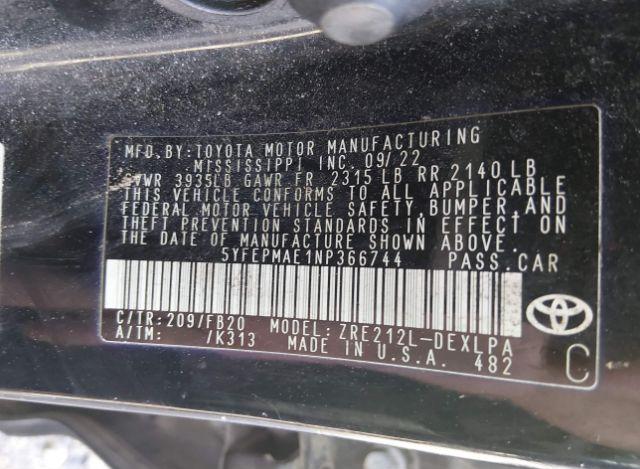 MFD. BY: TOYOTA MOTOR MANUFACTURING
MISSISSIPPI INC. 09/22
GVWR 3935LB GAWR FR 2315 LB RR 2140 LB
THIS VEHICLE CONFORMS TO ALL APPLICABLE
FEDERAL MOTOR VEHICLE SAFETY, BUMPER, AND
THEFT PREVENTION STANDARDS IN EFFECT ON
THE DATE OF MANUFACTURE SHOWN ABOVE.
5YFEPMAE1NP366744 PASS. CAR
C/TR: 209/FB20 MODEL: ZRE212L-DEXLPA
A/TM: /K313 MADE IN U.S.A. 482
C